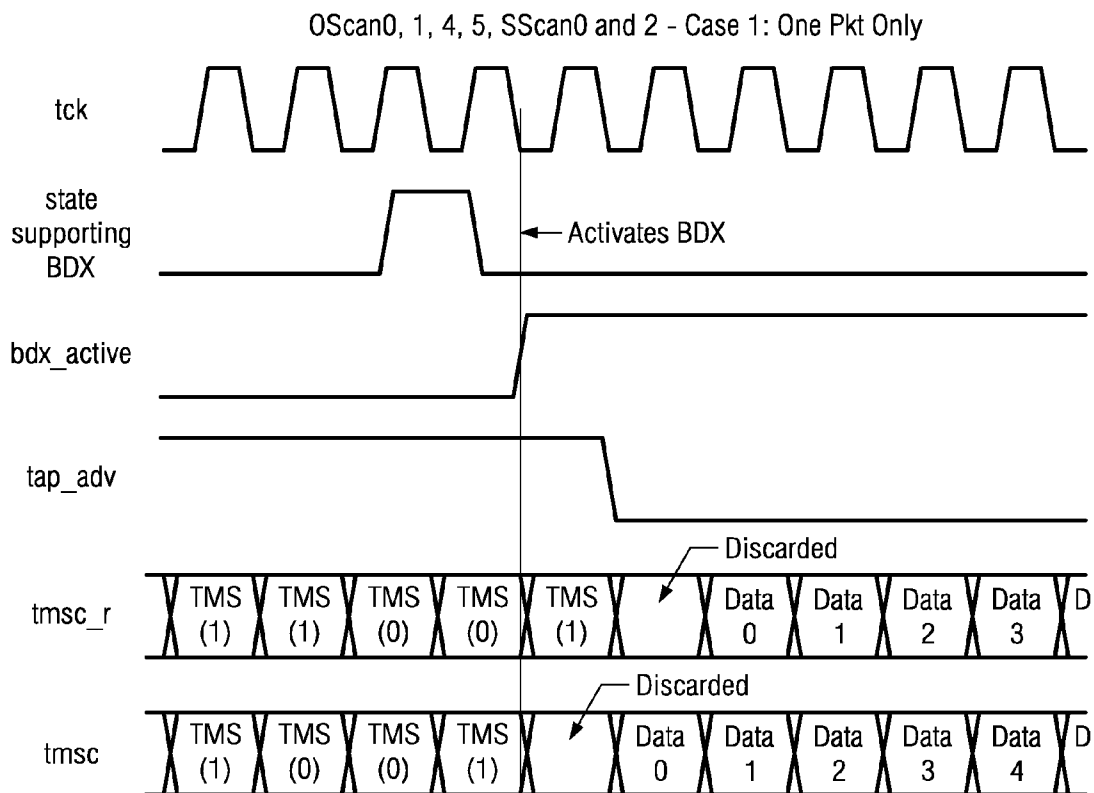 OScan0, 1, 4, 5, SScan0 and 2 - Case 1: One Pkt Only
tck
state
supporting
BDX
Activates BDX
bdx_active
tap_adv
Discarded
tmsc_r
TMS TMS TMS TMS TMS Data Data Data Data D
(1) (1) (0) (0) (1) 0 1 2 3
Discarded
tmsc
TMS TMS TMS TMS Data Data Data Data Data D
(1) (0) (0) (1) 0 1 2 3 4